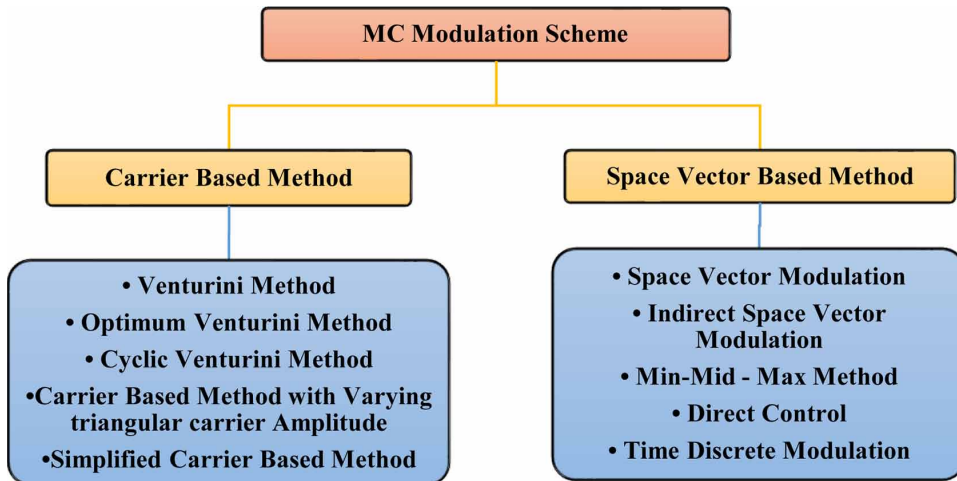 MC Modulation Scheme
Carrier Based Method
Space Vector Based Method
• Venturini Method
• Optimum Venturini Method
• Cyclic Venturini Method
•Carrier Based Method with Varying
triangular carrier Amplitude
•Simplified Carrier Based Method
• Space Vector Modulation
• Indirect Space Vector
Modulation
• Min-Mid - Max Method
• Direct Control
• Time Discrete Modulation